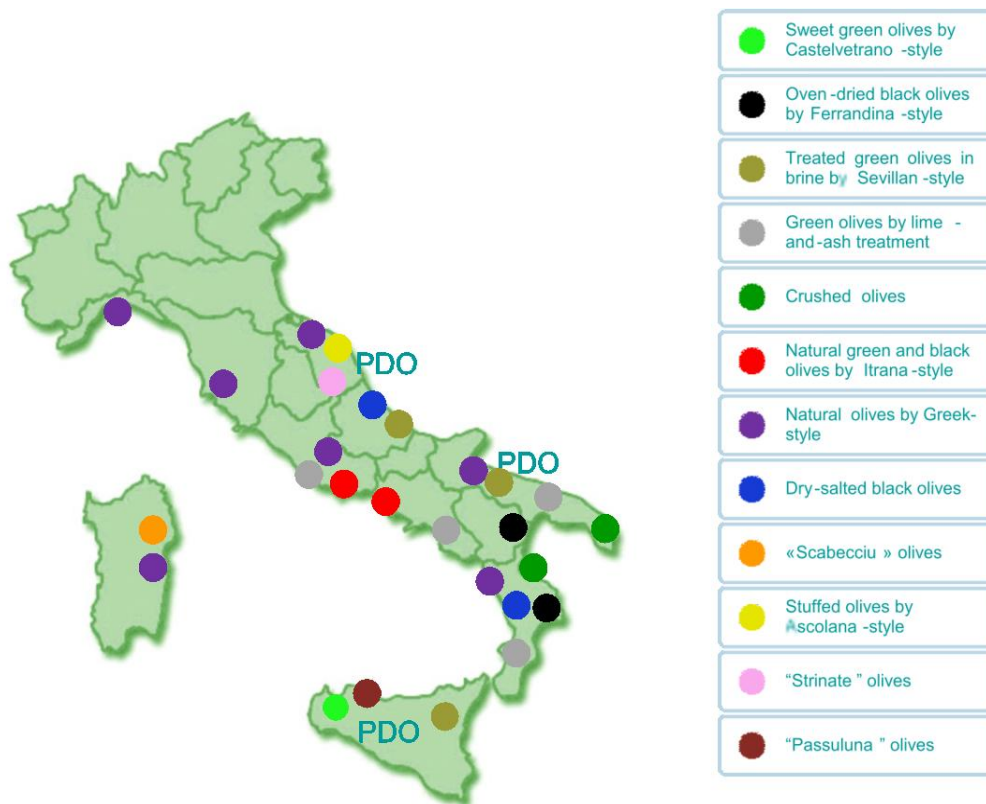 Sweet green olives by
Castelvetrano -style
Oven -dried black olives
by Ferrandina -style
Treated green olives in
brine by Sevillan -style
Green olives by lime -
and -ash treatment
Crushed olives
Natural green and black
olives by Itrana -style
Natural olives by Greek-
style
Dry-salted black olives
«Scabecciu » olives
Stuffed olives by
Ascolana -style
“Strinate ” olives
“Passuluna ” olives
PDO
PDO
PDO